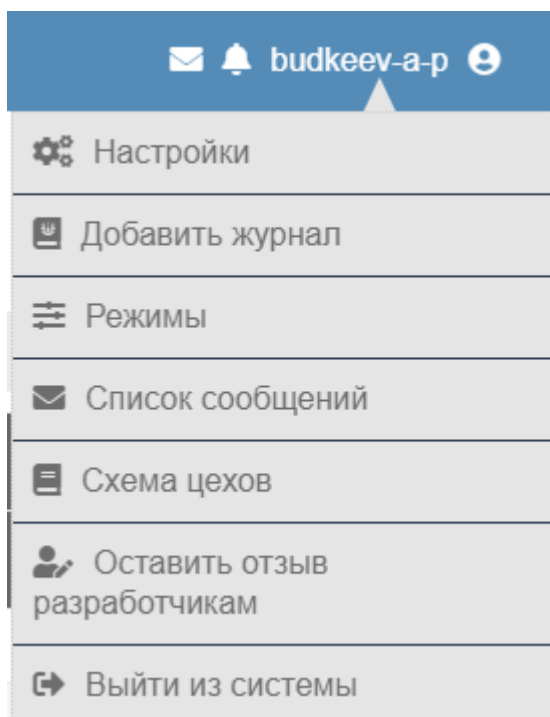 budkeev-a-p
Настройки
Добавить журнал
Режимы
Список сообщений
Схема цехов
Оставить отзыв
разработчикам
Выйти из системы